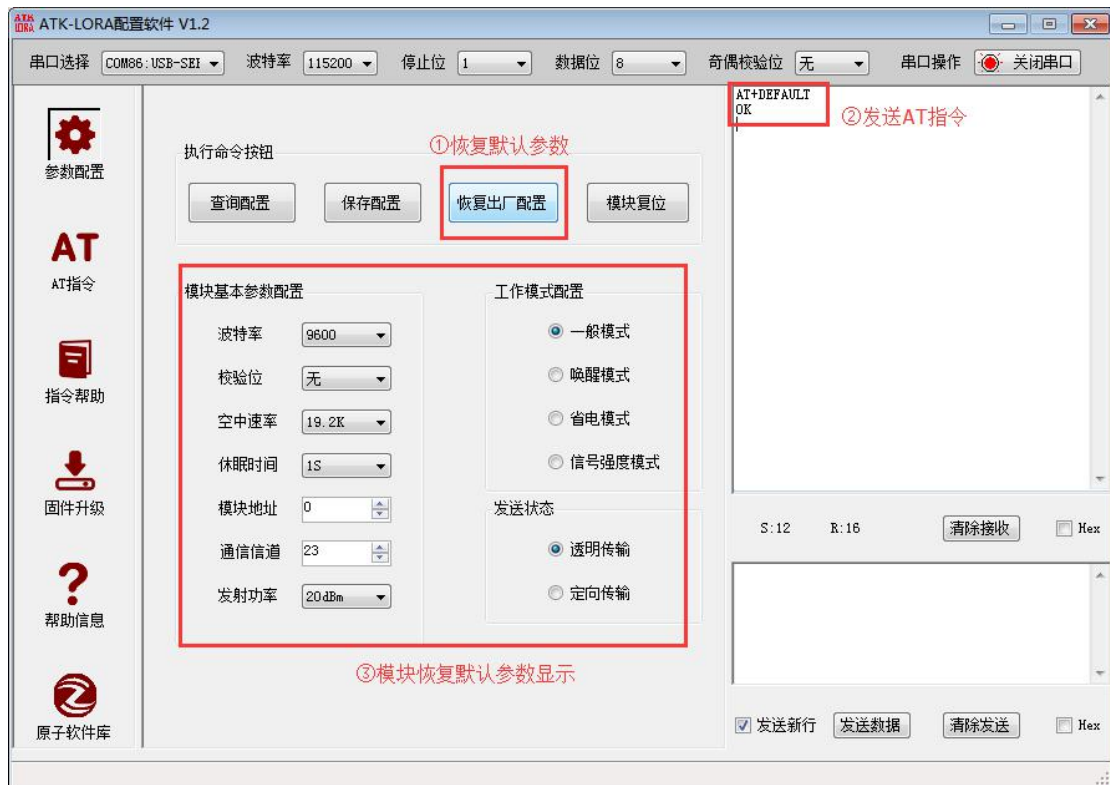 ATK-LORA配置软件 V1.2
串口选择 COM86:USB-SEI 波特率 115200 停止位 1 数据位 8 奇偶校验位 无 串口操作 关闭串口
参数配置
AT
AT指令
指令帮助
固件升级
?
帮助信息
原子软件库
执行命令按钮
①恢复默认参数
查询配置 保存配置 恢复出厂配置 模块复位
模块基本参数配置
波特率 9600
校验位 无
空中速率 19.2K
休眠时间 1S
模块地址 0
通信信道 23
发射功率 20dBm
工作模式配置
一般模式
唤醒模式
省电模式
信号强度模式
发送状态
透明传输
定向传输
③模块恢复默认参数显示
AT+DEFAULT
OK
②发送AT指令
S:12 R:16 清除接收 Hex
发送新行 发送数据 清除发送 Hex